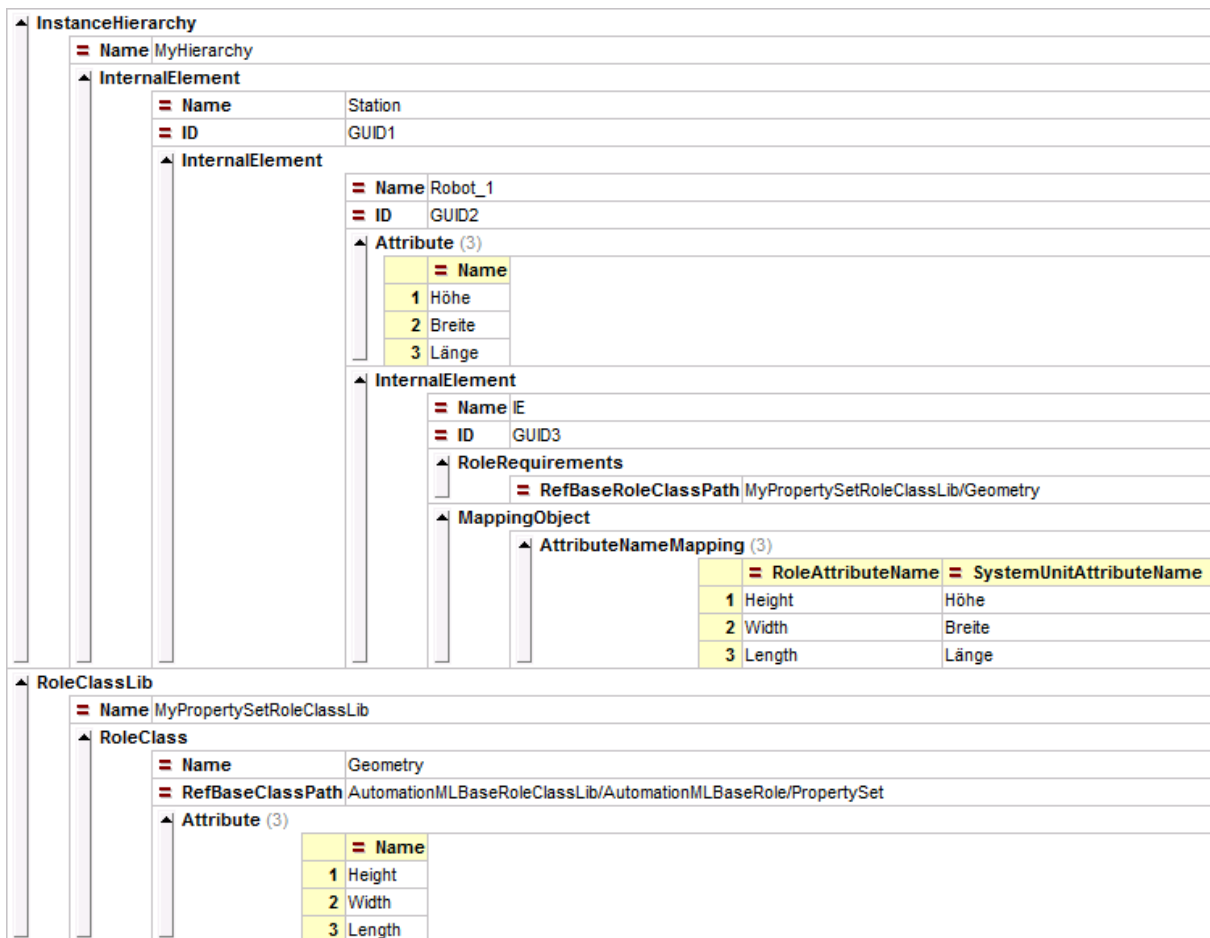 InstanceHierarchy
= Name MyHierarchy
InternalElement
= Name Station
= ID GUID1
InternalElement
= Name Robot_1
= ID GUID2
Attribute (3)
= Name
1 Höhe
2 Breite
3 Länge
InternalElement
= Name IE
= ID GUID3
RoleRequirements
= RefBaseRoleClassPath MyPropertySetRoleClassLib/Geometry
MappingObject
AttributeNameMapping (3)
= RoleAttributeName = SystemUnitAttributeName
1 Height Höhe
2 Width Breite
3 Length Länge
RoleClassLib
= Name MyPropertySetRoleClassLib
RoleClass
= Name Geometry
= RefBaseClassPath AutomationMLBaseRoleClassLib/AutomationMLBaseRole/PropertySet
Attribute (3)
= Name
1 Height
2 Width
3 Length